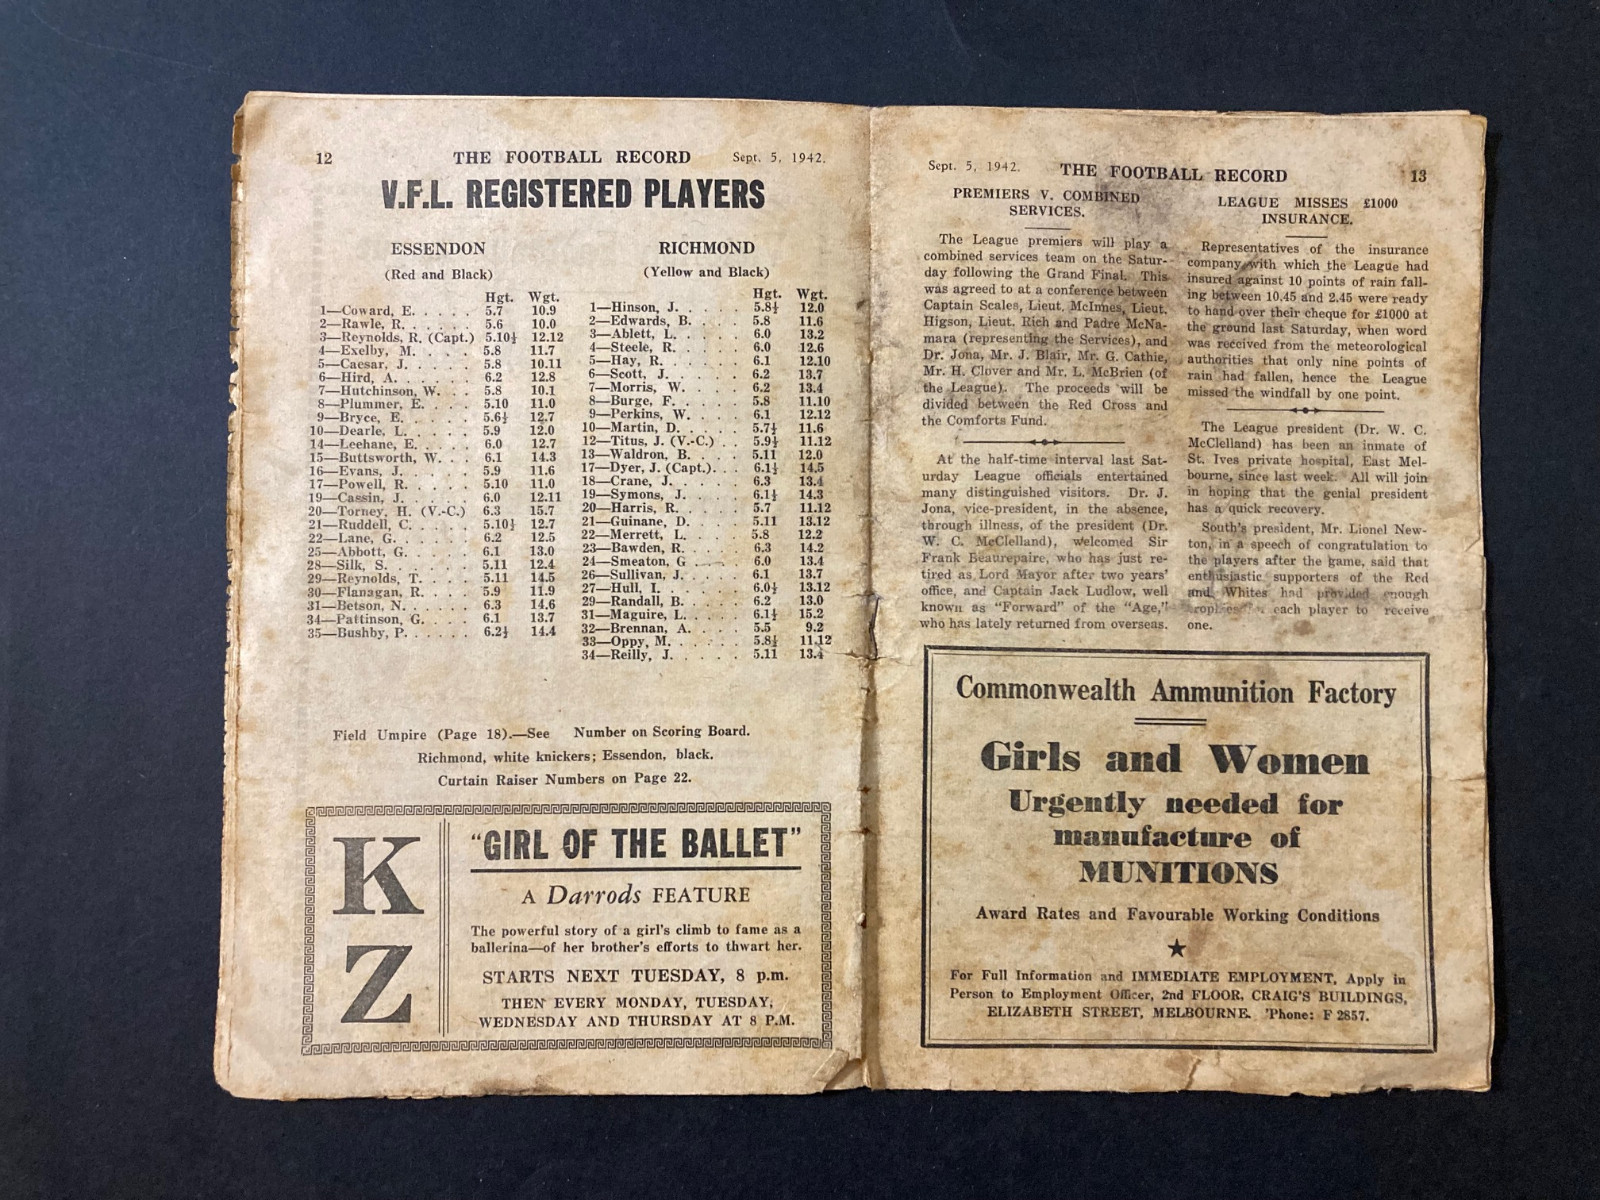 12 THE FOOTBALL RECORD Sept. 5, 1942.
V.F.L. REGISTERED PLAYERS
ESSENDON
(Red and Black)
Hgt. Wgt.
1—Coward, E. . . . . 5.7 10.9
2—Rawle, R. . . . . . 5.6 10.0
3—Reynolds, R. (Capt.) 5.10½ 12.12
4—Exelby, M. . . . . 5.8 11.7
5—Caesar, J. . . . . . 5.8 10.11
6—Hird, A. . . . . . 6.2 12.8
7—Hutchinson, W. . . . 5.8 10.1
8—Plummer, E. . . . . 5.10 11.0
9—Bryce, E. . . . . . 5.6½ 12.7
10—Dearle, L. . . . . . 5.9 12.0
14—Leehane, E. . . . . 6.0 12.7
15—Buttsworth, W. . . . 6.1 14.3
16—Evans, J. . . . . . 5.9 11.6
17—Powell, R. . . . . . 5.10 11.0
19—Cassin, J. . . . . . 6.0 12.11
20—Torney, H. (V.-C.) . 6.3 15.7
21—Ruddell, C. . . . . 5.10½ 12.7
22—Lane, G. . . . . . . 6.2 12.5
25—Abbott, G. . . . . . 6.1 13.0
28—Silk, S. . . . . . . 5.11 12.4
29—Reynolds, T. . . . . 5.11 14.5
30—Flanagan, R. . . . . 5.9 11.9
31—Betson, N. . . . . . 6.3 14.6
34—Pattinson, G. . . . . 6.1 13.7
35—Bushby, P. . . . . . 6.2½ 14.4
RICHMOND
(Yellow and Black)
Hgt. Wgt.
1—Hinson, J. . . . . . 5.8½ 12.0
2—Edwards, B. . . . . 5.8 11.6
3—Ablett, L. . . . . . 6.0 13.2
4—Steele, R. . . . . . 6.0 12.6
5—Hay, R. . . . . . . 6.1 12.10
6—Scott, J. . . . . . 6.2 13.7
7—Morris, W. . . . . 6.2 13.4
8—Burge, F. . . . . . 5.8 11.10
9—Perkins, W. . . . . 6.1 12.12
10—Martin, D. . . . . . 5.7½ 11.6
12—Titus, J. (V.-C.) . . 5.9½ 11.12
13—Waldron, B. . . . . 5.11 12.0
17—Dyer, J. (Capt.). . . 6.1½ 14.5
18—Crane, J. . . . . . 6.3 13.4
19—Symons, J. . . . . 6.1½ 14.3
20—Harris, R. . . . . . 5.7 11.12
21—Guinane, D. . . . . 5.11 13.12
22—Merrett, L. . . . . 5.8 12.2
23—Bawden, R. . . . . 6.3 14.2
24—Smeaton, G . . . . 6.0 13.4
26—Sullivan, J. . . . . 6.1 13.7
27—Hull, I. . . . . . . 6.0½ 13.12
29—Randall, B. . . . . 6.2 13.0
31—Maguire, L. . . . . 6.1½ 15.2
32—Brennan, A. . . . . 5.5 9.2
33—Oppy, M. . . . . . 5.8½ 11.12
34—Reilly, J. . . . . . 5.11 13.4
Field Umpire (Page 18).—See Number on Scoring Board.
Richmond, white knickers; Essendon, black.
Curtain Raiser Numbers on Page 22.
K
Z
"GIRL OF THE BALLET"
A Darrods FEATURE
The powerful story of a girl's climb to fame as a
ballerina—of her brother's efforts to thwart her.
STARTS NEXT TUESDAY, 8 p.m.
THEN EVERY MONDAY, TUESDAY,
WEDNESDAY AND THURSDAY AT 8 P.M.
Sept. 5, 1942. THE FOOTBALL RECORD 13
PREMIERS V. COMBINED
SERVICES.
The League premiers will play a
combined services team on the Satur-
day following the Grand Final. This
was agreed to at a conference between
Captain Scales, Lieut. McInnes, Lieut.
Higson, Lieut. Rich and Padre McNa-
mara (representing the Services), and
Dr. Jona, Mr. J. Blair, Mr. G. Cathie,
Mr. H. Clover and Mr. L. McBrien (of
the League). The proceeds will be
divided between the Red Cross and
the Comforts Fund.
At the half-time interval last Sat-
urday League officials entertained
many distinguished visitors. Dr. J.
Jona, vice-president, in the absence,
through illness, of the president (Dr.
W. C. McClelland), welcomed Sir
Frank Beaurepaire, who has just re-
tired as Lord Mayor after two years'
office, and Captain Jack Ludlow, well
known as "Forward" of the "Age,"
who has lately returned from overseas.
LEAGUE MISSES £1000
INSURANCE.
Representatives of the insurance
company with which the League had
insured against 10 points of rain fall-
ing between 10.45 and 2.45 were ready
to hand over their cheque for £1000 at
the ground last Saturday, when word
was received from the meteorological
authorities that only nine points of
rain had fallen, hence the League
missed the windfall by one point.
The League president (Dr. W. C.
McClelland) has been an inmate of
St. Ives private hospital, East Mel-
bourne, since last week. All will join
in hoping that the genial president
has a quick recovery.
South's president, Mr. Lionel New-
ton, in a speech of congratulation to
the players after the game, said that
enthusiastic supporters of the Red
and Whites had provided enough
each player to receive
one.
Commonwealth Ammunition Factory
Girls and Women
Urgently needed for
manufacture of
MUNITIONS
Award Rates and Favourable Working Conditions
For Full Information and IMMEDIATE EMPLOYMENT, Apply in
Person to Employment Officer, 2nd FLOOR, CRAIG'S BUILDINGS,
ELIZABETH STREET, MELBOURNE. 'Phone: F 2857.